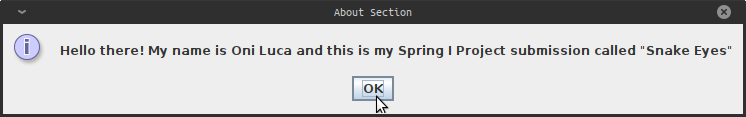 About Section
Hello there! My name is Oni Luca and this is my Spring I Project submission called "Snake Eyes"
OK